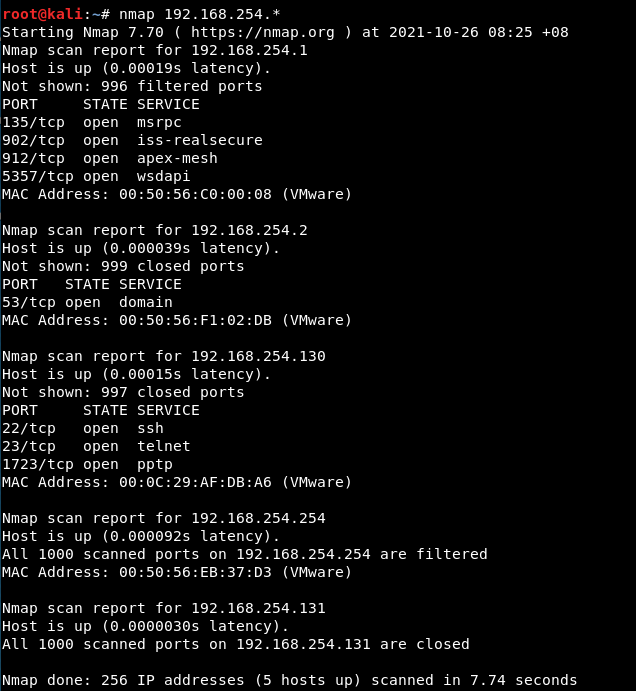 root@kali:~# nmap 192.168.254.*
Starting Nmap 7.70 ( https://nmap.org ) at 2021-10-26 08:25 +08
Nmap scan report for 192.168.254.1
Host is up (0.00019s latency).
Not shown: 996 filtered ports
PORT     STATE SERVICE
135/tcp  open  msrpc
902/tcp  open  iss-realsecure
912/tcp  open  apex-mesh
5357/tcp open  wsdapi
MAC Address: 00:50:56:C0:00:08 (VMware)

Nmap scan report for 192.168.254.2
Host is up (0.000039s latency).
Not shown: 999 closed ports
PORT   STATE SERVICE
53/tcp open  domain
MAC Address: 00:50:56:F1:02:DB (VMware)

Nmap scan report for 192.168.254.130
Host is up (0.00015s latency).
Not shown: 997 closed ports
PORT     STATE SERVICE
22/tcp   open  ssh
23/tcp   open  telnet
1723/tcp open  pptp
MAC Address: 00:0C:29:AF:DB:A6 (VMware)

Nmap scan report for 192.168.254.254
Host is up (0.000092s latency).
All 1000 scanned ports on 192.168.254.254 are filtered
MAC Address: 00:50:56:EB:37:D3 (VMware)

Nmap scan report for 192.168.254.131
Host is up (0.0000030s latency).
All 1000 scanned ports on 192.168.254.131 are closed

Nmap done: 256 IP addresses (5 hosts up) scanned in 7.74 seconds